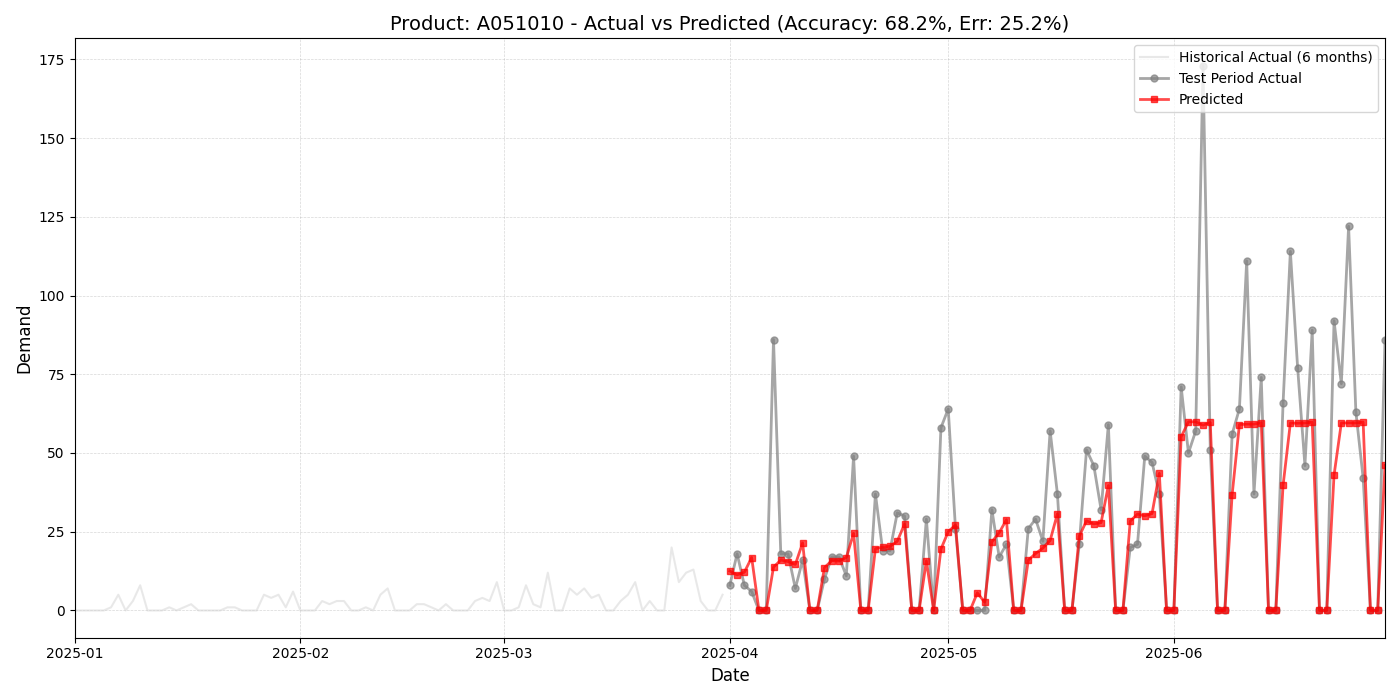 Product: A051010 - Actual vs Predicted (Accuracy: 68.2%, Err: 25.2%)
Historical Actual (6 months)
Test Period Actual
Predicted
175
150
125
100
75
50
25
0
Demand
2025-01
2025-02
2025-03
2025-04
2025-05
2025-06
Date